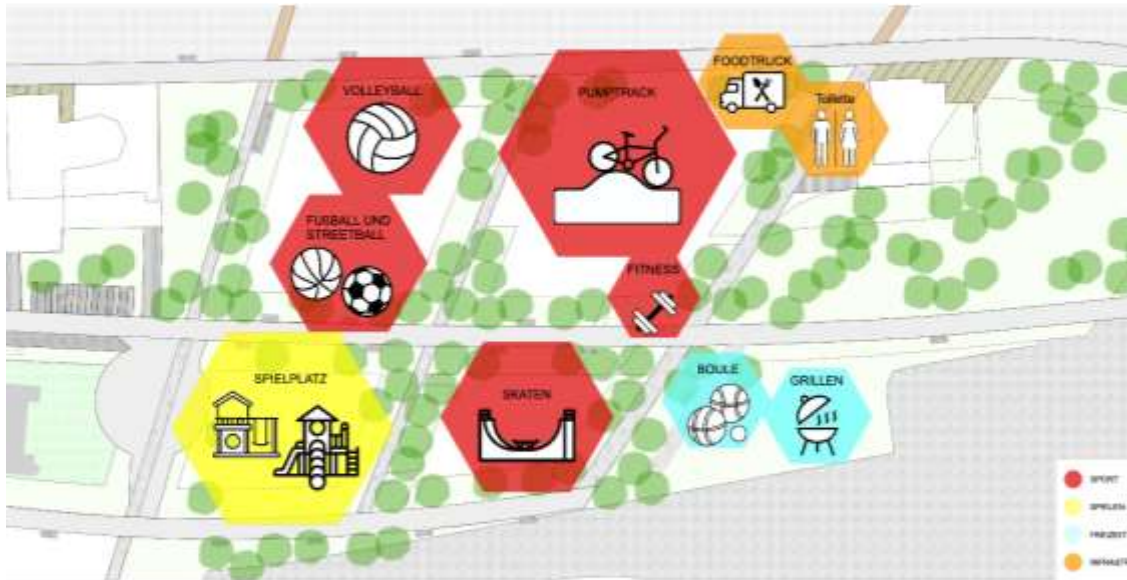 FOODTRUCK
VOLLEYBALL
PUMPTRACK
Toilette
FUßBALL UND
STREETBALL
FITNESS
SPIELPLATZ
SKATEN
BOULE
GRILLEN
SPORT
SPIELEN
FREIZEIT